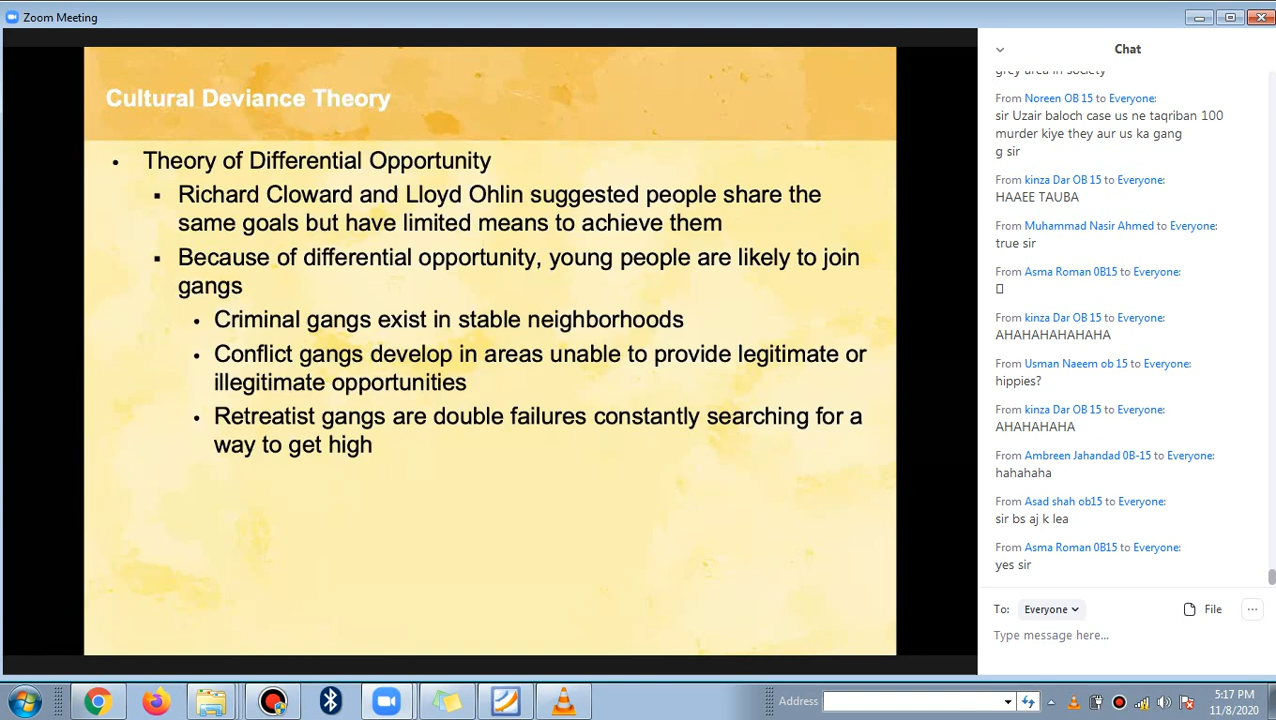 Zoom Meeting
Cultural Deviance Theory
• Theory of Differential Opportunity
▪ Richard Cloward and Lloyd Ohlin suggested people share the
same goals but have limited means to achieve them
▪ Because of differential opportunity, young people are likely to join
gangs
• Criminal gangs exist in stable neighborhoods
• Conflict gangs develop in areas unable to provide legitimate or
illegitimate opportunities
• Retreatist gangs are double failures constantly searching for a
way to get high
Chat
grey area in society
From Noreen OB 15 to Everyone:
sir Uzair baloch case us ne taqriban 100
murder kiye they aur us ka gang
g sir
From kinza Dar OB 15 to Everyone:
HAAEE TAUBA
From Muhammad Nasir Ahmed to Everyone:
true sir
From Asma Roman 0B15 to Everyone:
From kinza Dar OB 15 to Everyone:
AHAHAHAHAHAHA
From Usman Naeem ob 15 to Everyone:
hippies?
From kinza Dar OB 15 to Everyone:
AHAHAHAHA
From Ambreen Jahandad 0B-15 to Everyone:
hahahaha
From Asad shah ob15 to Everyone:
sir bs aj k lea
From Asma Roman 0B15 to Everyone:
yes sir
To: Everyone File ...
Type message here...
Address
5:17 PM
11/8/2020